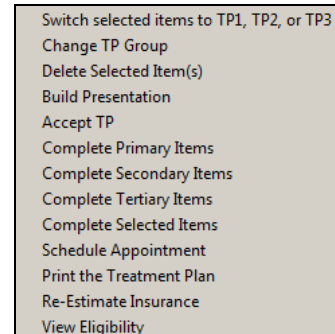 Switch selected items to TP1, TP2, or TP3
Change TP Group
Delete Selected Item(s)
Build Presentation
Accept TP
Complete Primary Items
Complete Secondary Items
Complete Tertiary Items
Complete Selected Items
Schedule Appointment
Print the Treatment Plan
Re-Estimate Insurance
View Eligibility